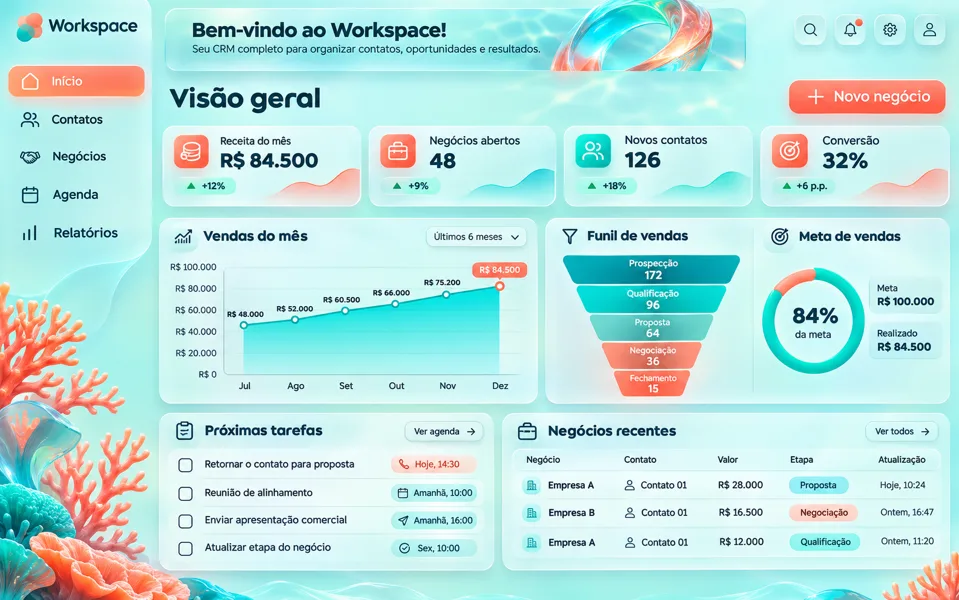 Workspace
Bem-vindo ao Workspace!
Seu CRM completo para organizar contatos, oportunidades e resultados.
Início
Contatos
Negócios
Agenda
Relatórios
Visão geral
+ Novo negócio
Receita do mês
R$ 84.500
+12%
Negócios abertos
48
+9%
Novos contatos
126
+18%
Conversão
32%
+6 p.p.
Vendas do mês
Últimos 6 meses
R$ 100.000
R$ 80.000
R$ 60.000
R$ 40.000
R$ 20.000
R$ 0
R$ 48.000
R$ 52.000
R$ 60.500
R$ 66.000
R$ 75.200
R$ 84.500
Jul
Ago
Set
Out
Nov
Dez
Funil de vendas
Prospecção
172
Qualificação
96
Proposta
64
Negociação
36
Fechamento
15
Meta de vendas
84%
da meta
Meta
R$ 100.000
Realizado
R$ 84.500
Próximas tarefas
Ver agenda →
Retornar o contato para proposta
Hoje, 14:30
Reunião de alinhamento
Amanhã, 10:00
Enviar apresentação comercial
Amanhã, 16:00
Atualizar etapa do negócio
Sex, 10:00
Negócios recentes
Ver todos →
Negócio Contato Valor Etapa Atualização
Empresa A Contato 01 R$ 28.000 Proposta Hoje, 10:24
Empresa B Contato 01 R$ 16.500 Negociação Ontem, 16:47
Empresa A Contato 01 R$ 12.000 Qualificação Ontem, 11:20